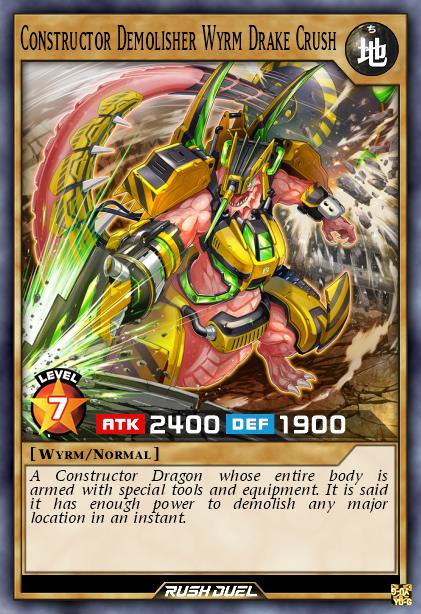 CONSTRUCTOR DEMOLISHER WYRM DRAKE CRUSH
ち
地
LEVEL
7
ATK 2400 DEF 1900
[WYRM/NORMAL]
A Constructor Dragon whose entire body is
armed with special tools and equipment. It is said
it has enough power to demolish any major
location in an instant.
RUSH DUEL